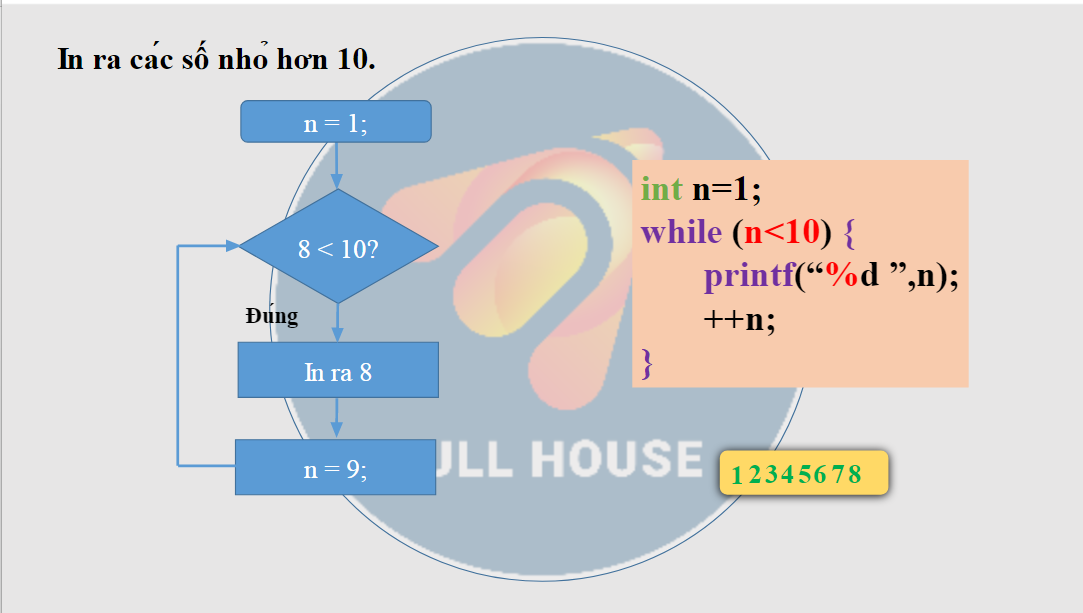 In ra các số nhỏ hơn 10.
n = 1;
8 < 10?
Đúng
In ra 8
n = 9;
int n=1;
while (n<10) {
printf(“%d ”,n);
++n;
}
ULL HOUSE
1 2 3 4 5 6 7 8